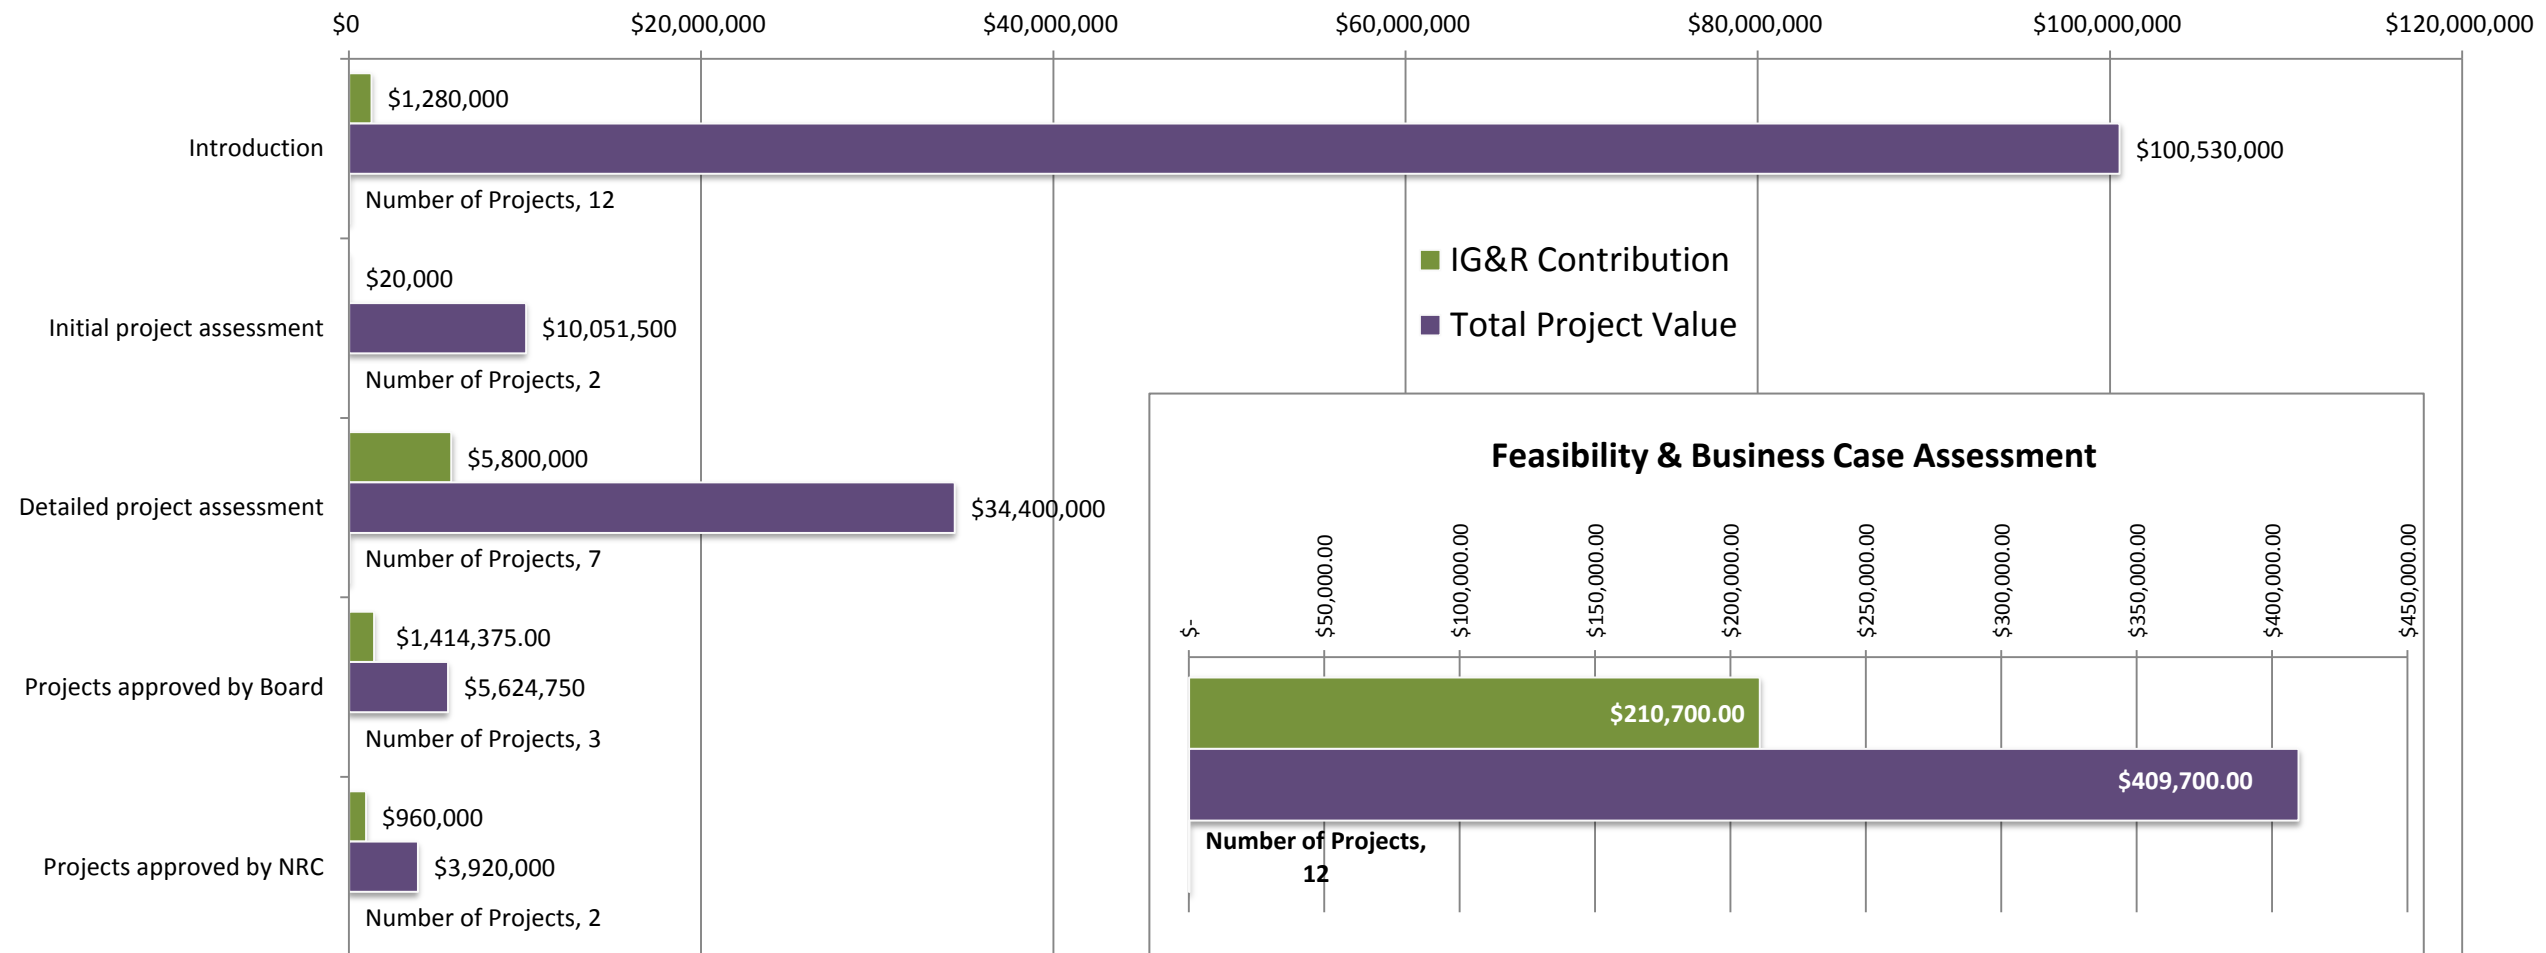 $0 $20,000,000 $40,000,000 $60,000,000 $80,000,000 $100,000,000 $120,000,000
$1,280,000
Introduction
$100,530,000
Number of Projects, 12
IG&R Contribution
$20,000
Total Project Value
Initial project assessment
$10,051,500
Number of Projects, 2
Feasibility & Business Case Assessment
$5,800,000
Detailed project assessment
$34,400,000
Number of Projects, 7
$- $50,000.00 $100,000.00 $150,000.00 $200,000.00 $250,000.00 $300,000.00 $350,000.00 $400,000.00 $450,000.00
$1,414,375.00
Projects approved by Board
$5,624,750
Number of Projects, 3
$210,700.00
$409,700.00
Number of Projects,
12
$960,000
Projects approved by NRC
$3,920,000
Number of Projects, 2